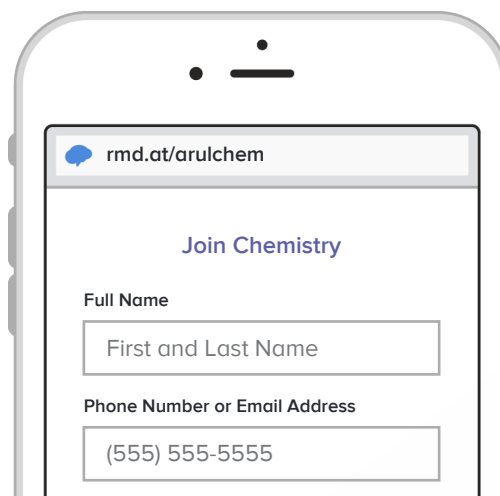 rmd.at/arulchem
Join Chemistry
Full Name
First and Last Name
Phone Number or Email Address
(555) 555-5555